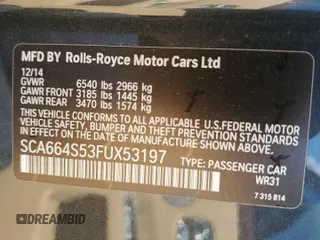 MFD BY Rolls-Royce Motor Cars Ltd
12/14
GVWR 6540 lbs 2966 kg
GAWR FRONT 3185 lbs 1445 kg
GAWR REAR 3470 lbs 1574 kg
THIS VEHICLE CONFORMS TO ALL APPLICABLE U.S. FEDERAL MOTOR
VEHICLE SAFETY, BUMPER AND THEFT PREVENTION STANDARDS
IN EFFECT ON THE DATE OF MANUFACTURE SHOWN ABOVE.
SCA664S53FUX53197 TYPE: PASSENGER CAR
WR31
7 315 814
DREAMBID